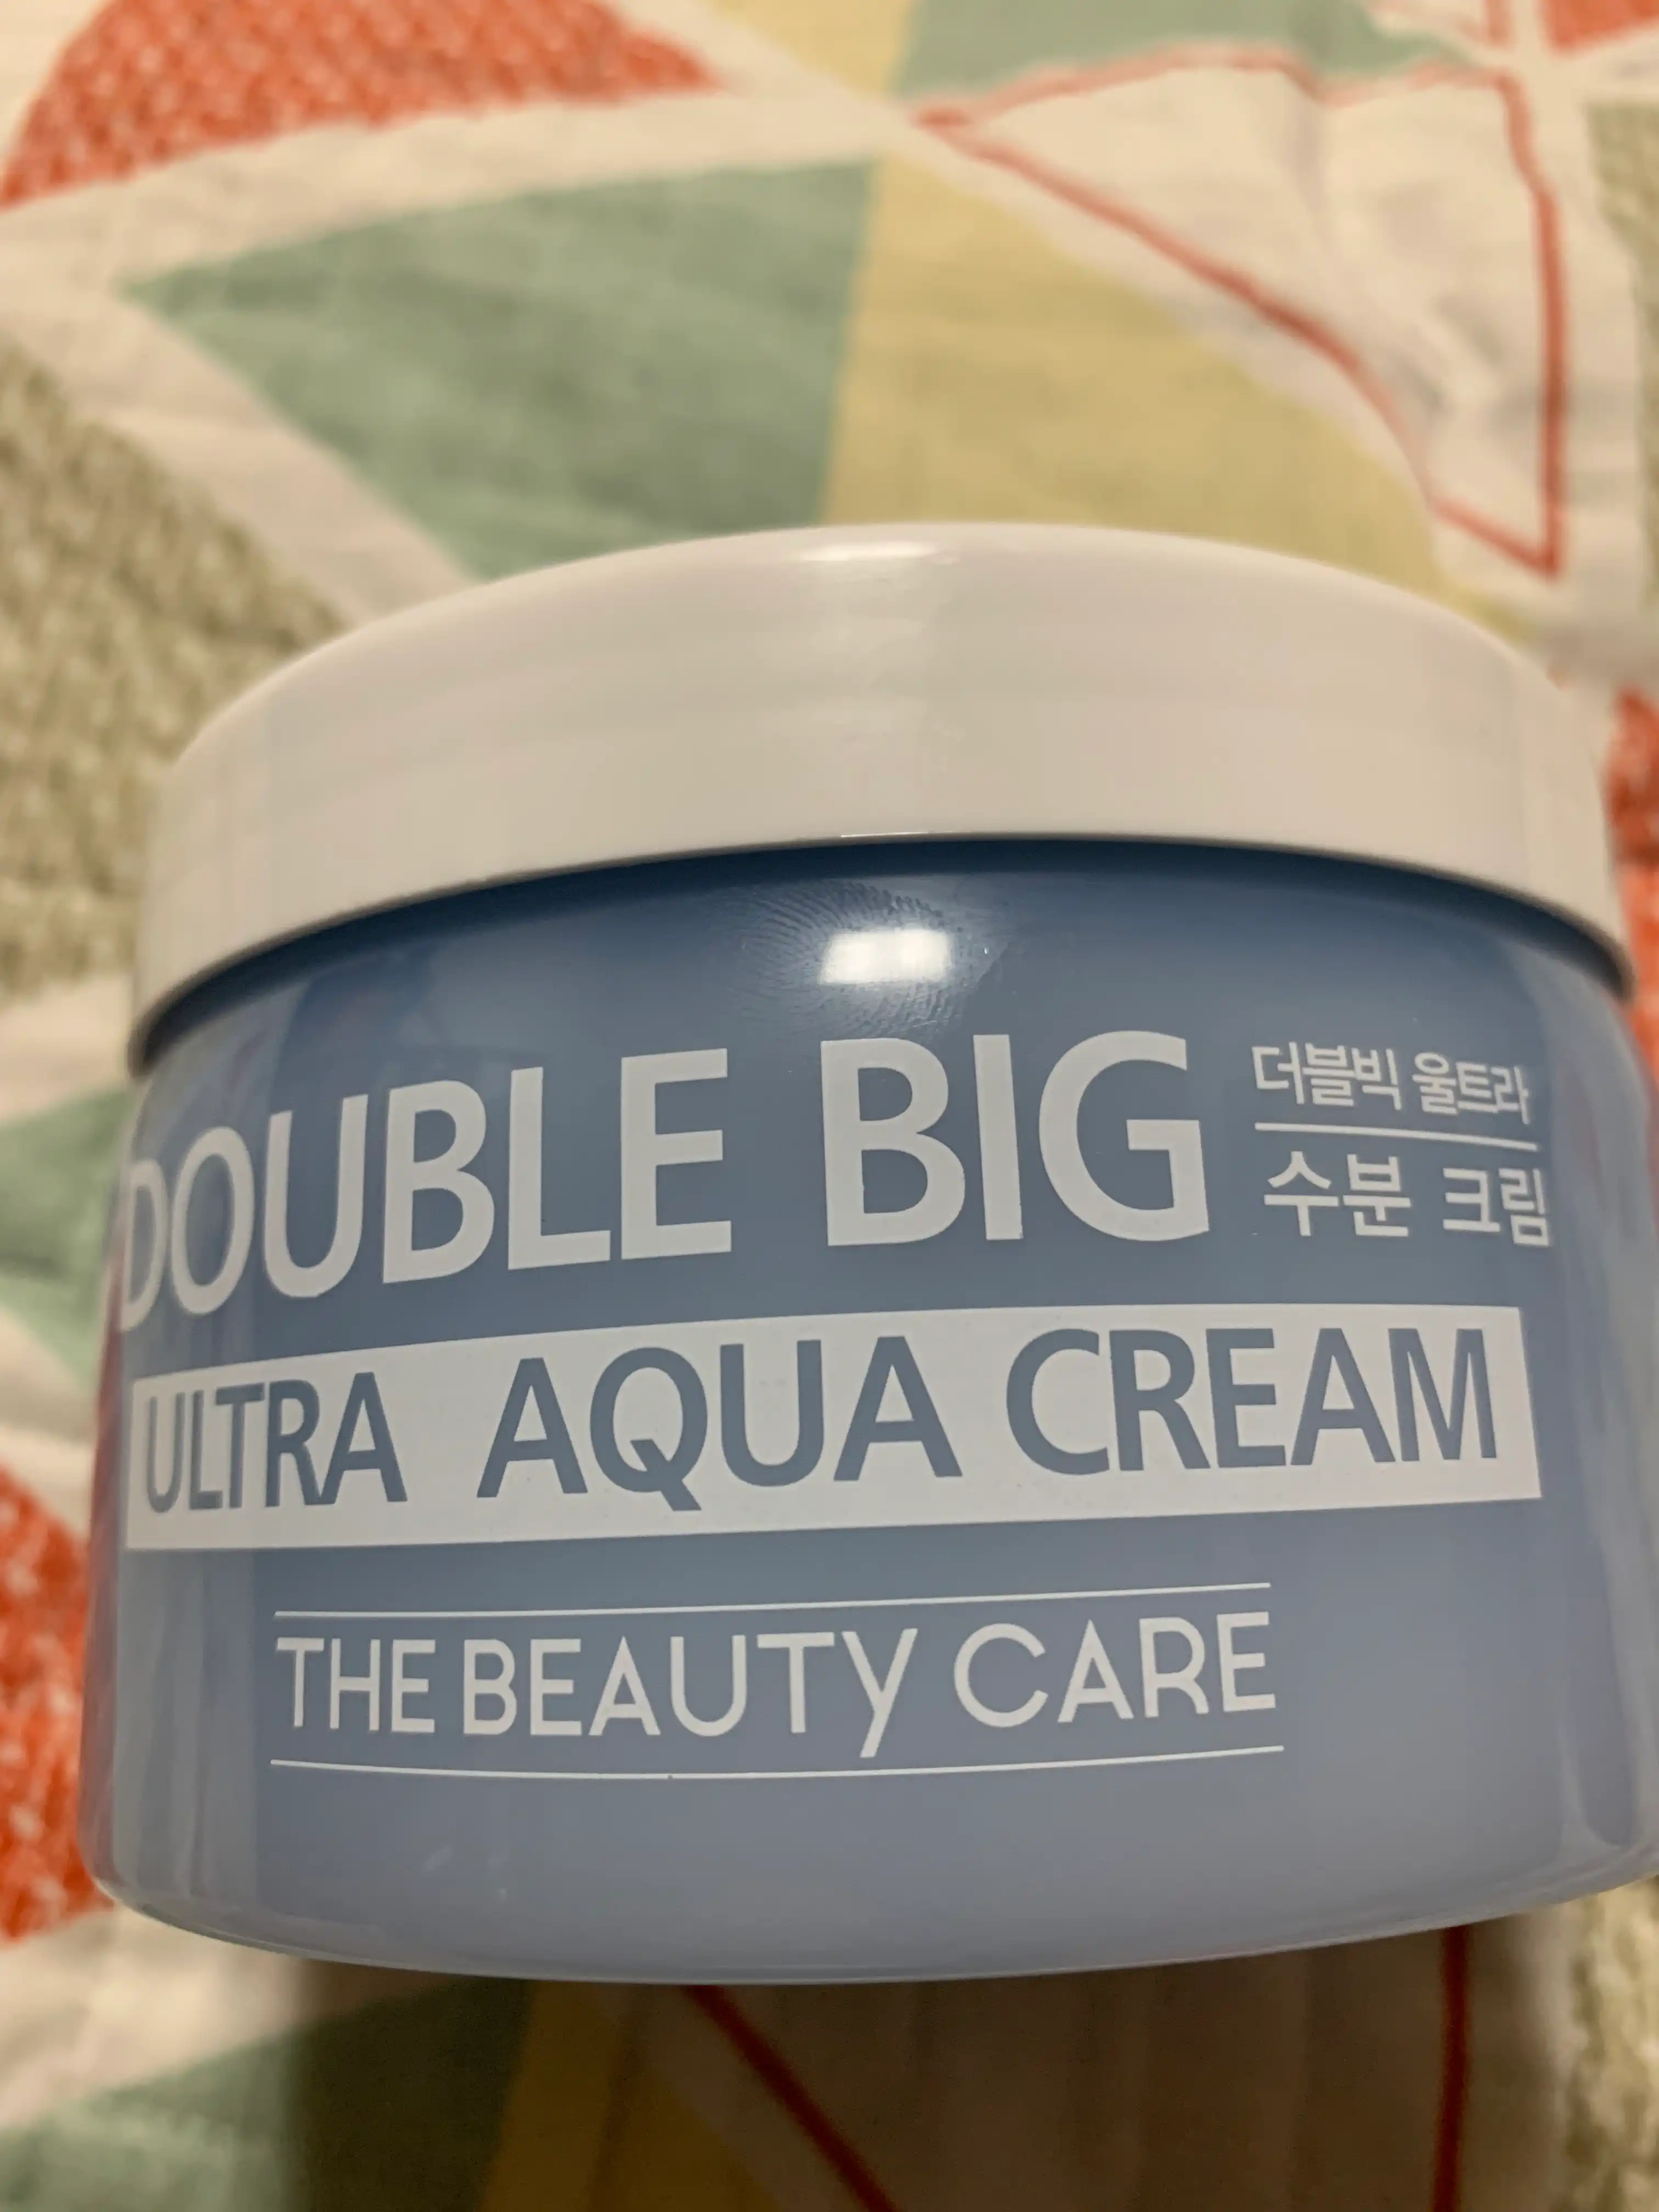 DOUBLE BIG
더블빅 울트라
수분 크림
ULTRA AQUA CREAM
THE BEAUTY CARE